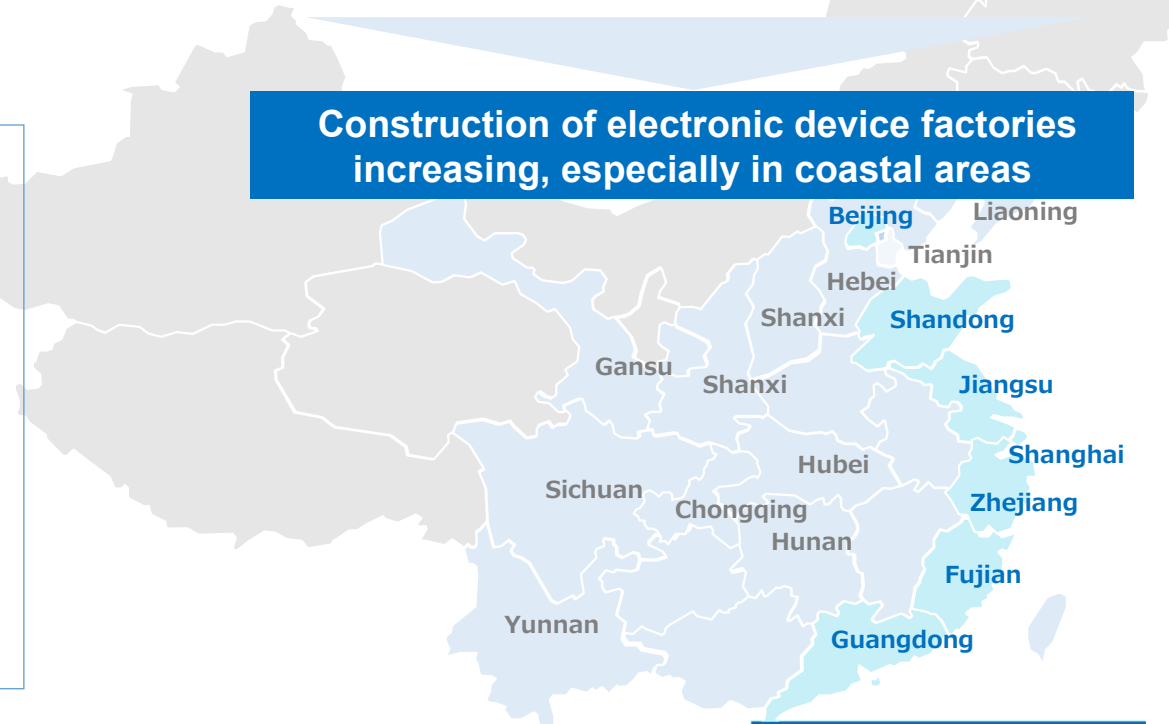 Construction of electronic device factories
increasing, especially in coastal areas
Beijing
Liaoning
Tianjin
Hebei
Shanxi
Shandong
Gansu
Shanxi
Jiangsu
Shanghai
Hubei
Sichuan
Chongqing
Zhejiang
Hunan
Fujian
Yunnan
Guangdong